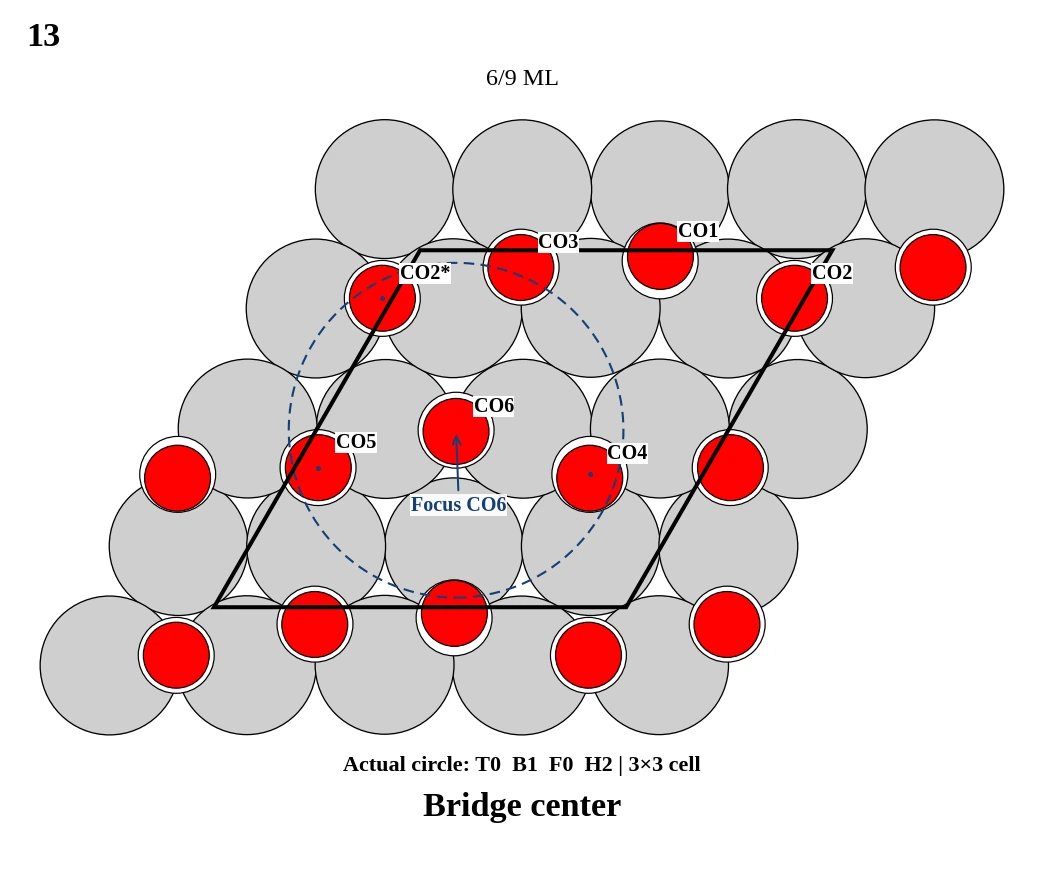 13
6/9 ML
CO1
CO3
CO2*
CO2
CO6
CO5
CO4
Focus CO6
Actual circle: T0  B1  F0  H2 | 3×3 cell
Bridge center